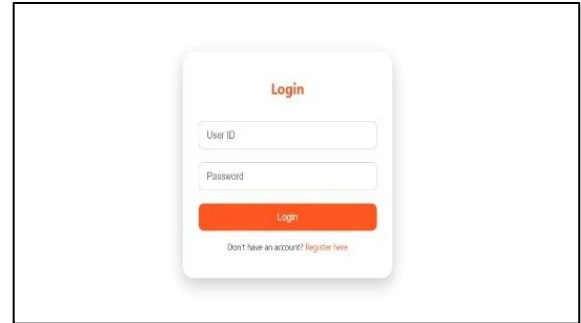 Login
User ID
Password
Login
Don't have an account? Register here